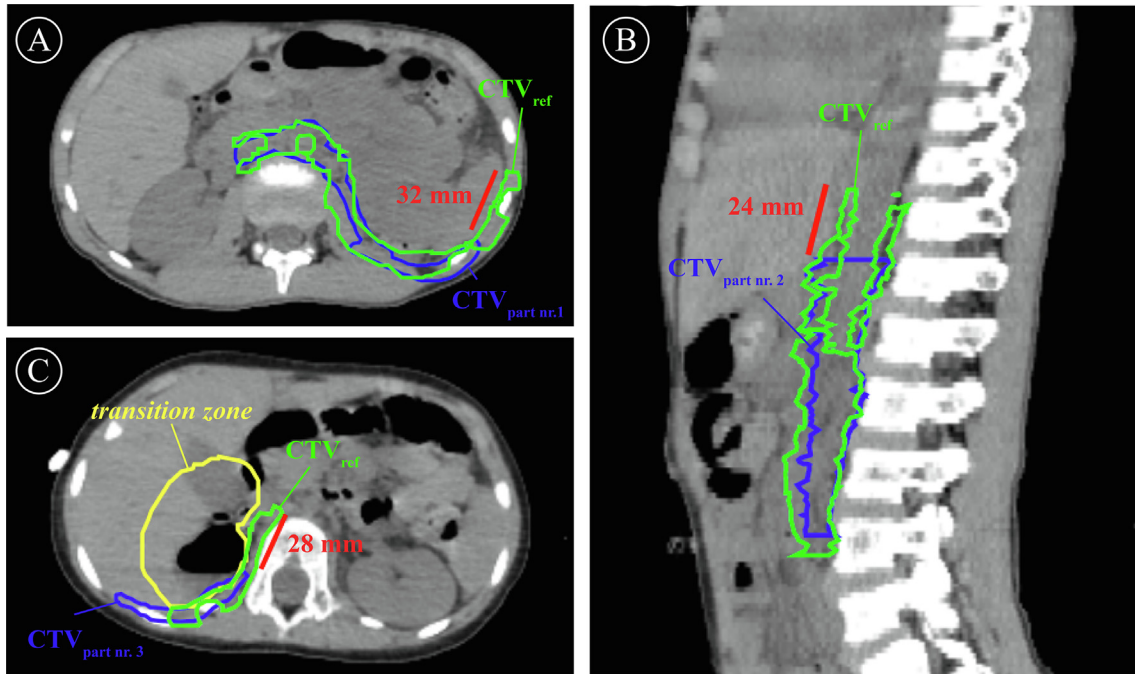 A
CTVref
32 mm
CTVpart nr.1
B
CTVref
24 mm
CTVpart nr. 2
C
transition zone
CTVref
28 mm
CTVpart nr. 3